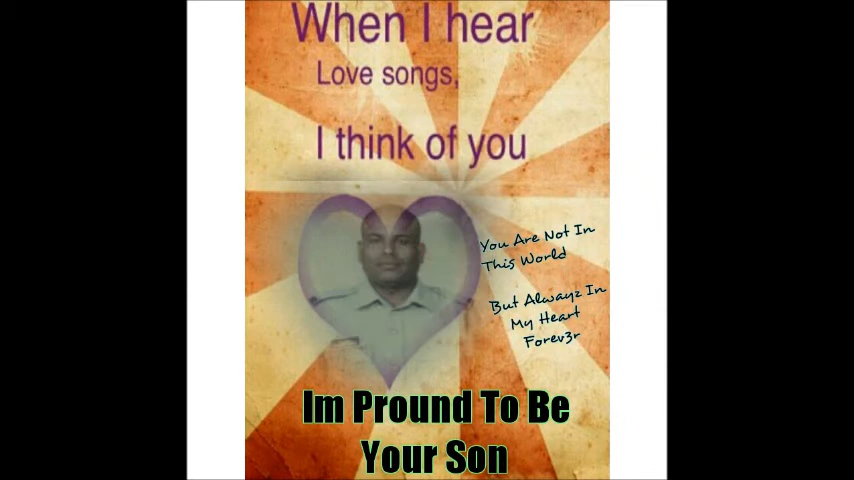 When I hear
Love songs,
I think of you
You Are Not In
This World
But Alwayz In
My Heart
Forev3r
Im Pround To Be
Your Son